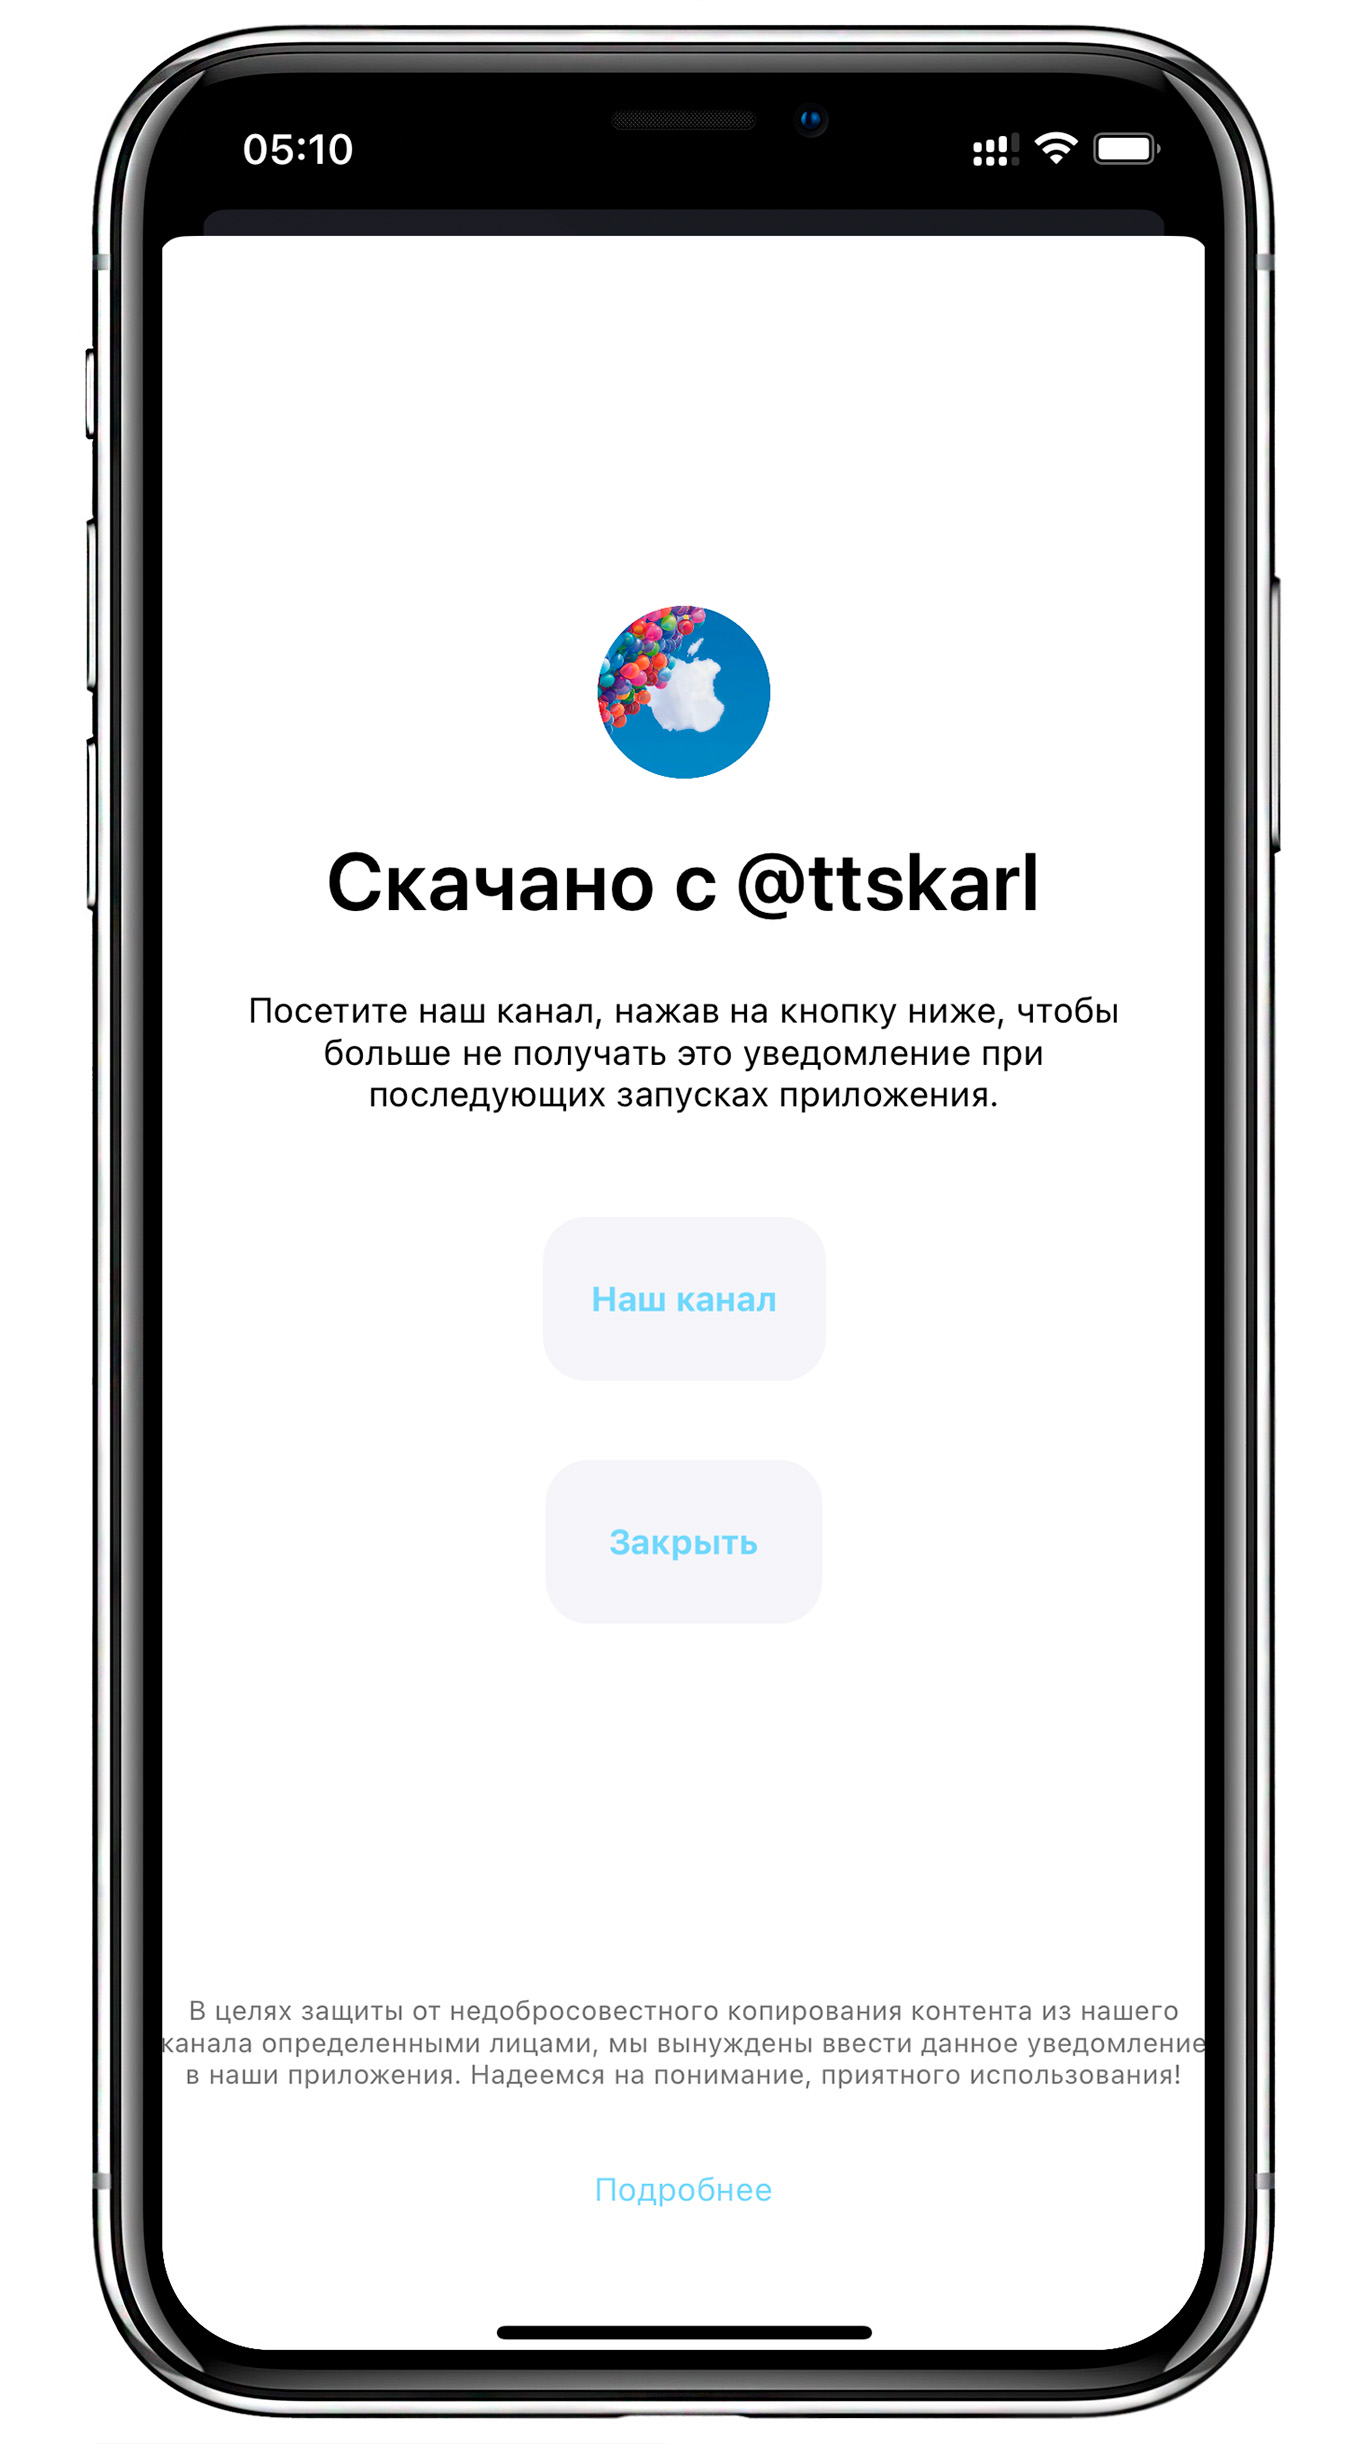 05:10
Скачано с @ttskarl
Посетите наш канал, нажав на кнопку ниже, чтобы
больше не получать это уведомление при
последующих запусках приложения.
Наш канал
Закрыть
В целях защиты от недобросовестного копирования контента из нашего
канала определенными лицами, мы вынуждены ввести данное уведомление
в наши приложения. Надеемся на понимание, приятного использования!
Подробнее